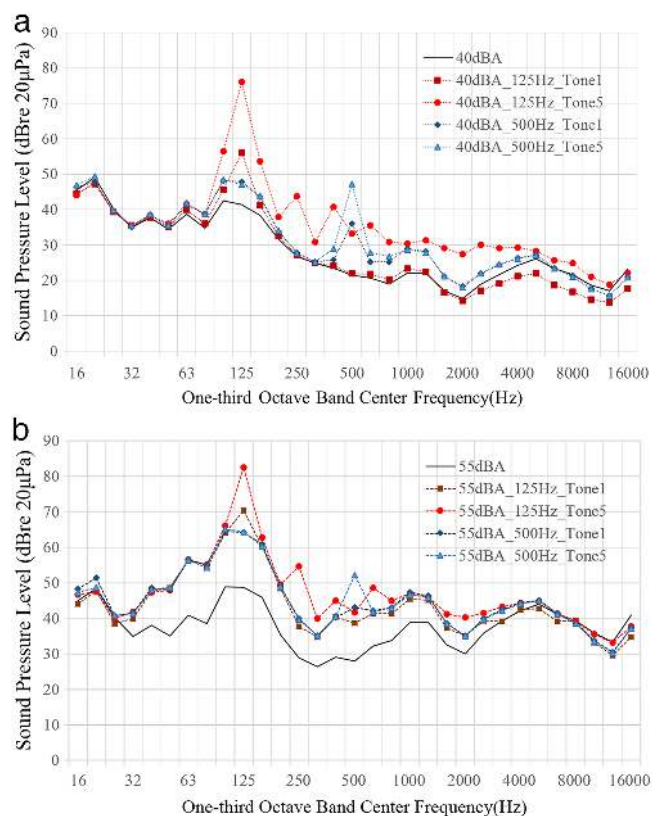 a
90
80
70
60
50
40
30
20
10
0
Sound Pressure Level (dBre 20µPa)
40dBA
40dBA_125Hz_Tone1
40dBA_125Hz_Tone5
40dBA_500Hz_Tone1
40dBA_500Hz_Tone5
16 32 63 125 250 500 1000 2000 4000 8000 16000
One-third Octave Band Center Frequency(Hz)
b
90
80
70
60
50
40
30
20
10
0
Sound Pressure Level (dBre 20µPa)
55dBA
55dBA_125Hz_Tone1
55dBA_125Hz_Tone5
55dBA_500Hz_Tone1
55dBA_500Hz_Tone5
16 32 63 125 250 500 1000 2000 4000 8000 16000
One-third Octave Band Center Frequency(Hz)